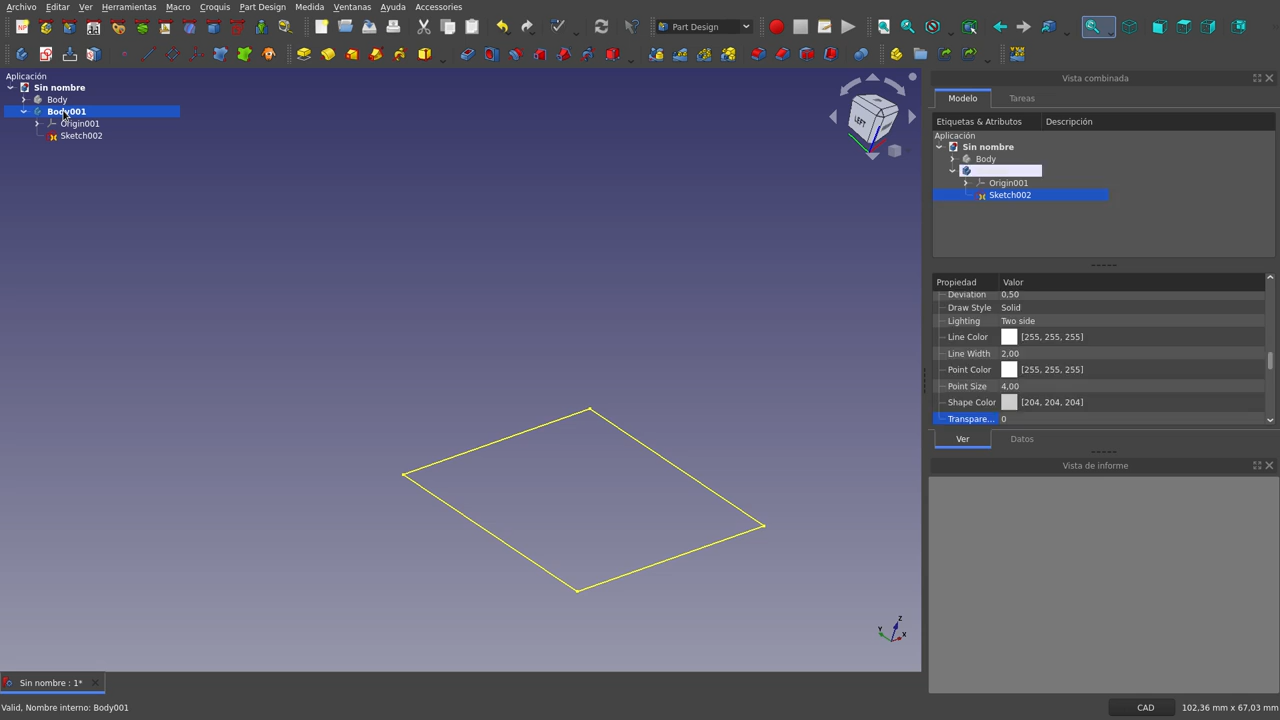 Archivo Editar Ver Herramientas Macro Croquis Part Design Medida Ventanas Ayuda Accessories
Part Design
Aplicación
Sin nombre
Body
Body001
Origin001
Sketch002
LEFT
Z
Y
X
Sin nombre : 1*
Vista combinada
Modelo Tareas
Etiquetas & Atributos Descripción
Aplicación
Sin nombre
Body
Origin001
Sketch002
Propiedad Valor
Deviation 0,50
Draw Style Solid
Lighting Two side
Line Color [255, 255, 255]
Line Width 2,00
Point Color [255, 255, 255]
Point Size 4,00
Shape Color [204, 204, 204]
Transpare... 0
Ver Datos
Vista de informe
Valid, Nombre interno: Body001
CAD 102,36 mm x 67,03 mm